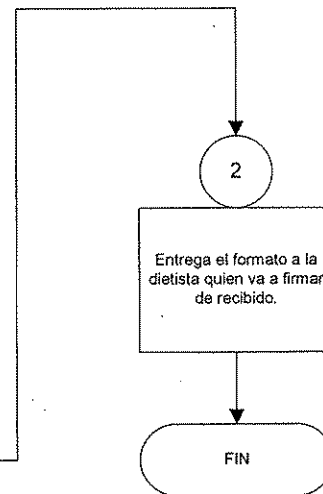 2
Entrega el formato a la
dietista quien va a firmar
de recibido.
FIN